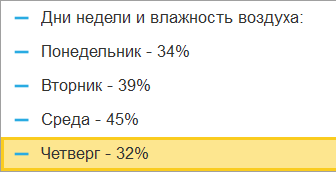 Дни недели и влажность воздуха:
Понедельник - 34%
Вторник - 39%
Среда - 45%
Четверг - 32%